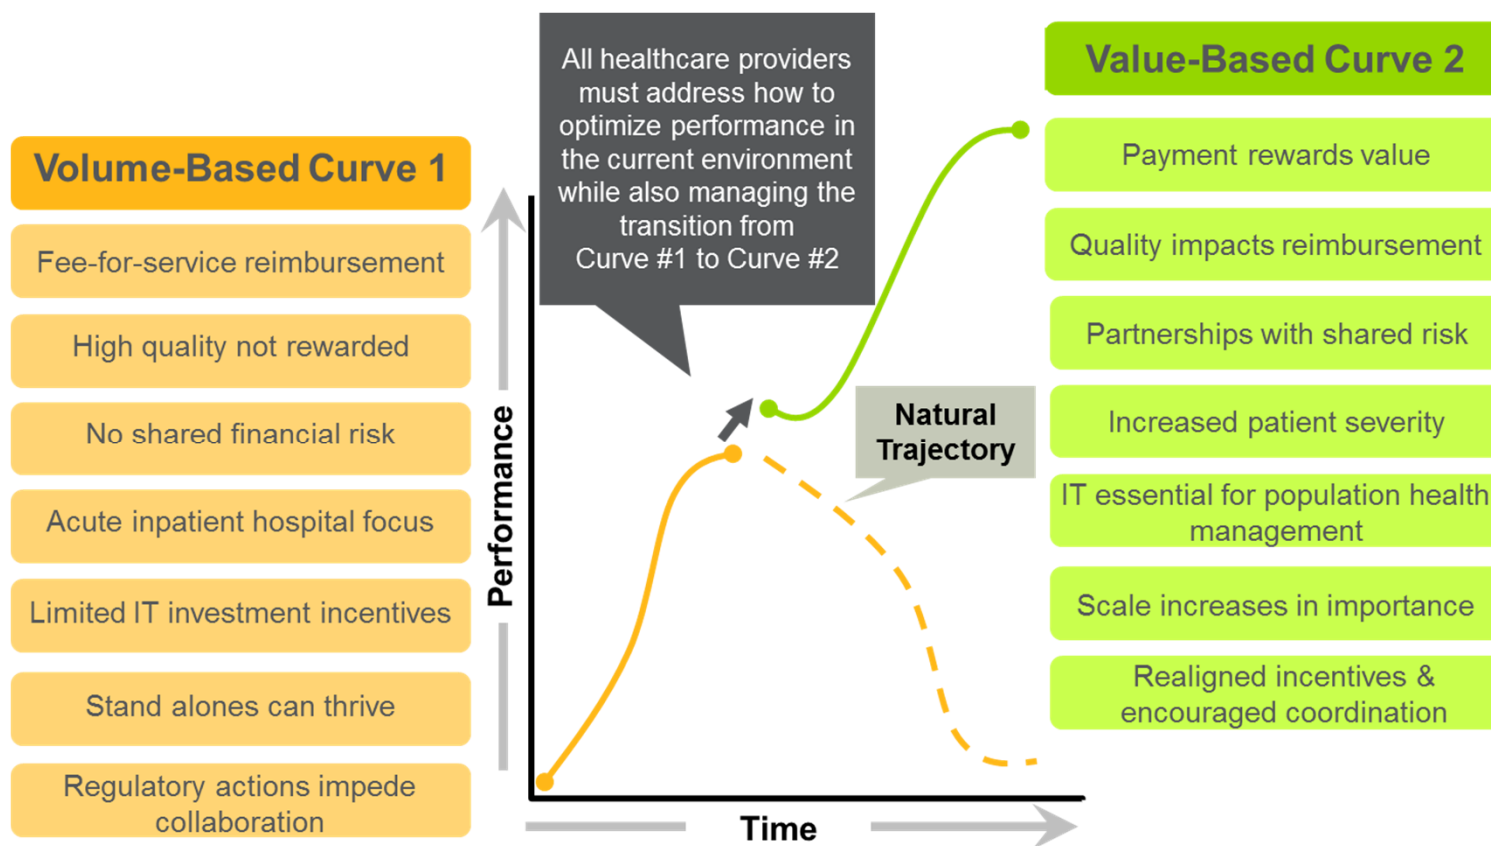 Volume-Based Curve 1
Fee-for-service reimbursement
High quality not rewarded
No shared financial risk
Acute inpatient hospital focus
Limited IT investment incentives
Stand alones can thrive
Regulatory actions impede
collaboration
Performance
All healthcare providers
must address how to
optimize performance in
the current environment
while also managing the
transition from
Curve #1 to Curve #2
Natural
Trajectory
Time
Value-Based Curve 2
Payment rewards value
Quality impacts reimbursement
Partnerships with shared risk
Increased patient severity
IT essential for population health
management
Scale increases in importance
Realigned incentives &
encouraged coordination